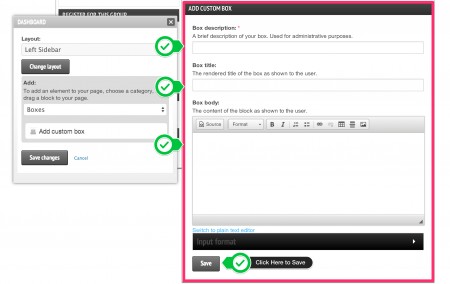 REGISTER FOR THIS GROUP
DASHBOARD
Layout:
Left Sidebar
Change layout
Add:
To add an element to your page, choose a category,
drag a block to your page.
Boxes
Add custom box
Save changes
Cancel
ADD CUSTOM BOX
Box description: *
A brief description of your box. Used for administrative purposes.
Box title:
The rendered title of the box as shown to the user.
Box body:
The content of the block as shown to the user.
Source
Format
B I
Switch to plain text editor
Input format
Save
Click Here to Save